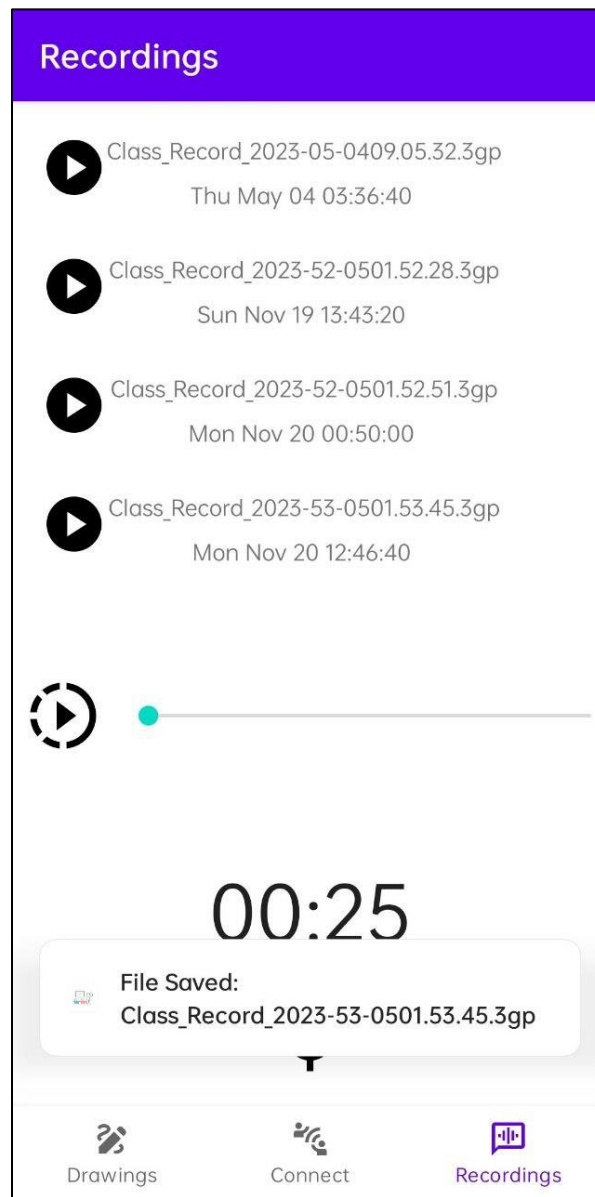 Recordings
Class_Record_2023-05-0409.05.32.3gp
Thu May 04 03:36:40
Class_Record_2023-52-0501.52.28.3gp
Sun Nov 19 13:43:20
Class_Record_2023-52-0501.52.51.3gp
Mon Nov 20 00:50:00
Class_Record_2023-53-0501.53.45.3gp
Mon Nov 20 12:46:40
00:25
File Saved:
Class_Record_2023-53-0501.53.45.3gp
Drawings Connect Recordings